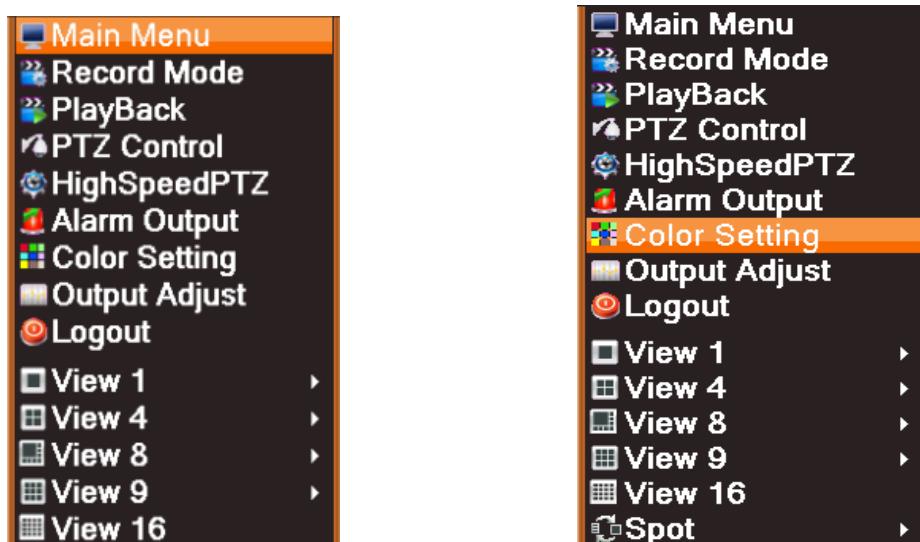 Main Menu
Record Mode
PlayBack
PTZ Control
HighSpeedPTZ
Alarm Output
Color Setting
Output Adjust
Logout
View 1
View 4
View 8
View 9
View 16
Main Menu
Record Mode
PlayBack
PTZ Control
HighSpeedPTZ
Alarm Output
Color Setting
Output Adjust
Logout
View 1
View 4
View 8
View 9
View 16
Spot